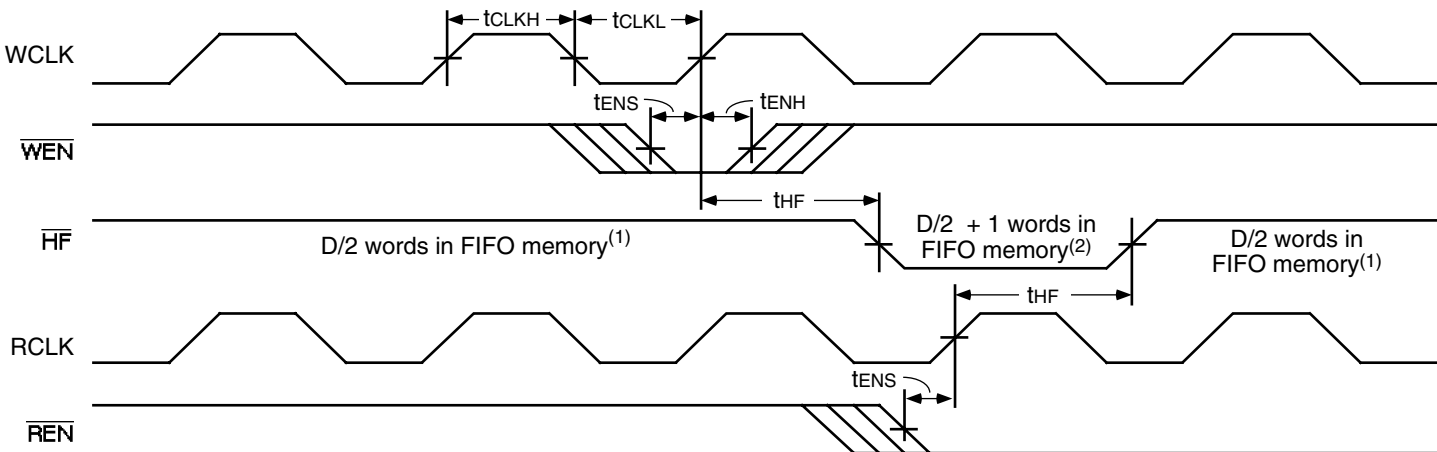 tCLKH tCLKL
WCLK
tENS tENH
WEN
tHF
HF
D/2 words in FIFO memory(1)
D/2 + 1 words in
FIFO memory(2)
D/2 words in
FIFO memory(1)
tHF
RCLK
tENS
REN